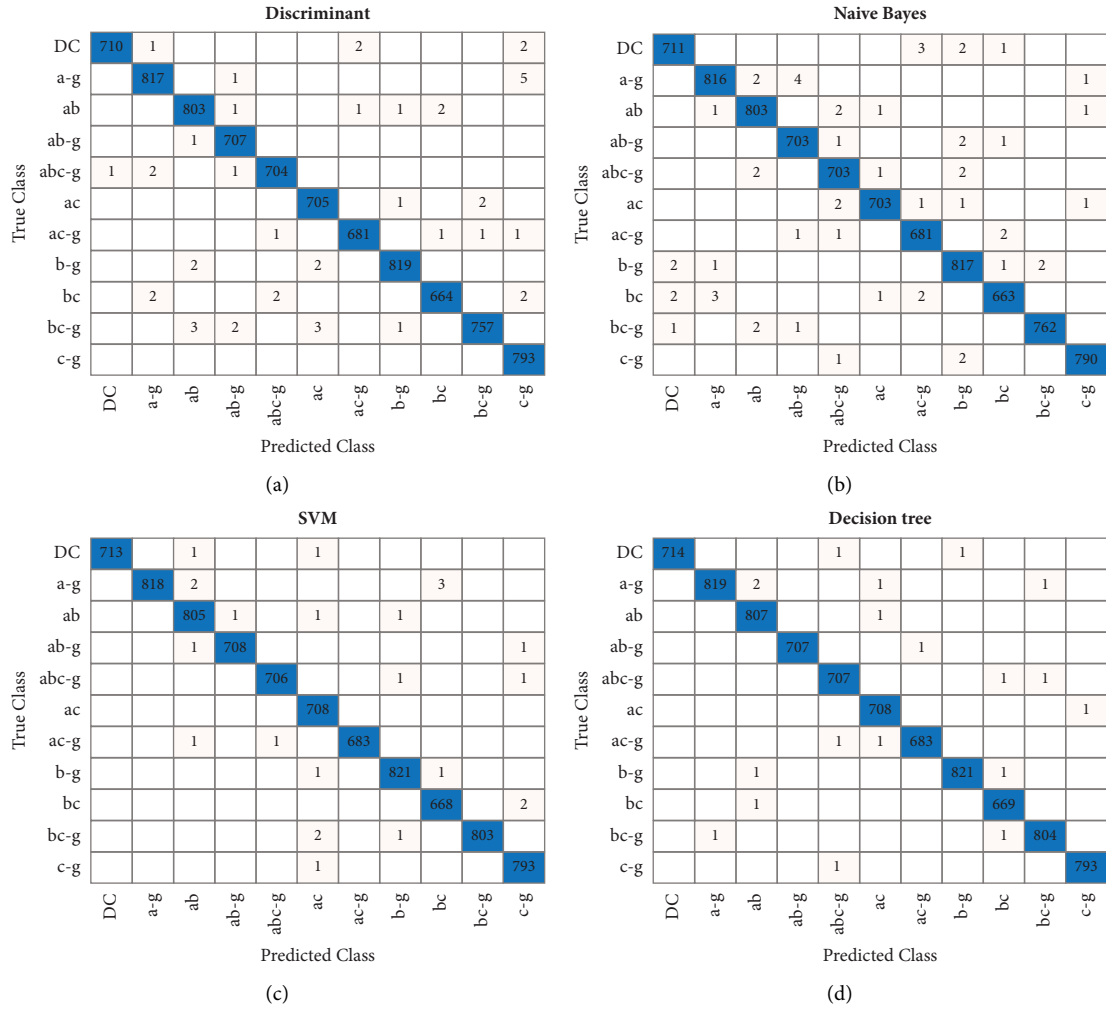 Discriminant
True Class
DC 710 1 2 2
a-g 817 1 5
ab 803 1 1 1 2
ab-g 1 707
abc-g 1 2 1 704
ac 705 1 2
ac-g 1 681 1 1 1
b-g 2 2 819
bc 2 2 664 2
bc-g 3 2 3 1 757
c-g 793
DC a-g ab ab-g abc-g ac ac-g b-g bc bc-g c-g
Predicted Class
(a)
Naive Bayes
True Class
DC 711 3 2 1
a-g 816 2 4 1
ab 1 803 2 1 1
ab-g 703 1 2 1
abc-g 2 703 1 2
ac 2 703 1 1 1
ac-g 1 1 681 2
b-g 2 1 817 1 2
bc 2 3 1 2 663
bc-g 1 2 1 762
c-g 1 2 790
DC a-g ab ab-g abc-g ac ac-g b-g bc bc-g c-g
Predicted Class
(b)
SVM
True Class
DC 713 1 1
a-g 818 2 3
ab 805 1 1 1
ab-g 1 708 1
abc-g 706 1 1
ac 708
ac-g 1 1 683
b-g 1 821 1
bc 668 2
bc-g 2 1 803
c-g 1 793
DC a-g ab ab-g abc-g ac ac-g b-g bc bc-g c-g
Predicted Class
(c)
Decision tree
True Class
DC 714 1 1
a-g 819 2 1 1
ab 807 1
ab-g 707 1
abc-g 707 1 1
ac 708 1
ac-g 1 1 683
b-g 1 821 1
bc 1 669
bc-g 1 1 804
c-g 1 793
DC a-g ab ab-g abc-g ac ac-g b-g bc bc-g c-g
Predicted Class
(d)